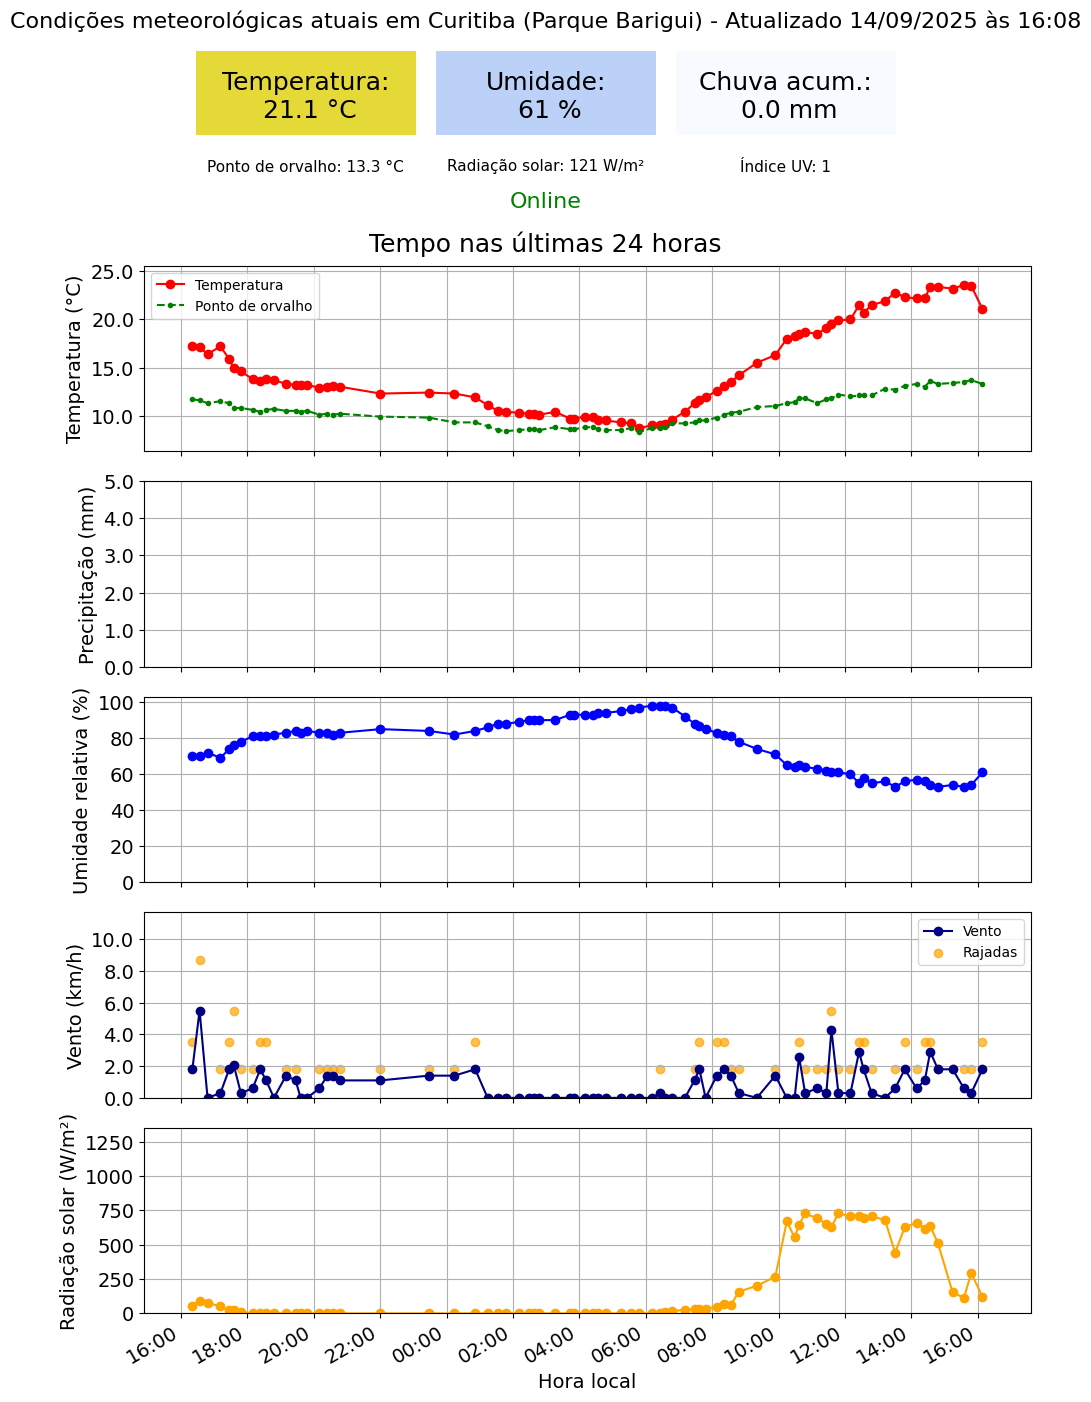 Condições meteorológicas atuais em Curitiba (Parque Barigui) - Atualizado 14/09/2025 às 16:08
Temperatura:
21.1 °C
Umidade:
61 %
Chuva acum.:
0.0 mm
Ponto de orvalho: 13.3 °C
Radiação solar: 121 W/m²
Índice UV: 1
Online
Tempo nas últimas 24 horas
Temperatura (°C)
25.0
20.0
15.0
10.0
Temperatura
Ponto de orvalho
Precipitação (mm)
5.0
4.0
3.0
2.0
1.0
0.0
Umidade relativa (%)
100
80
60
40
20
0
Vento (km/h)
10.0
8.0
6.0
4.0
2.0
0.0
Vento
Rajadas
Radiação solar (W/m²)
1250
1000
750
500
250
0
16:00
18:00
20:00
22:00
00:00
02:00
04:00
06:00
08:00
10:00
12:00
14:00
16:00
Hora local